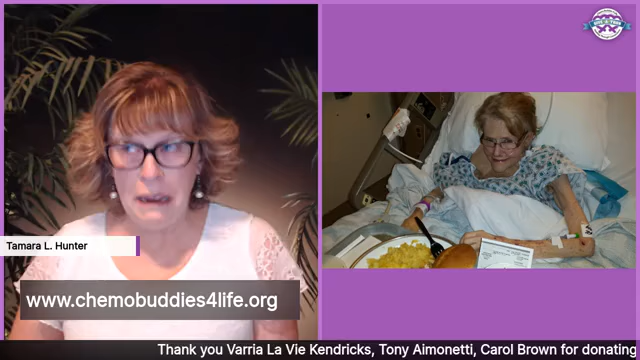 Tamara L. Hunter
www.chemobuddies4life.org
Thank you Varria La Vie Kendricks, Tony Aimonetti, Carol Brown for donating